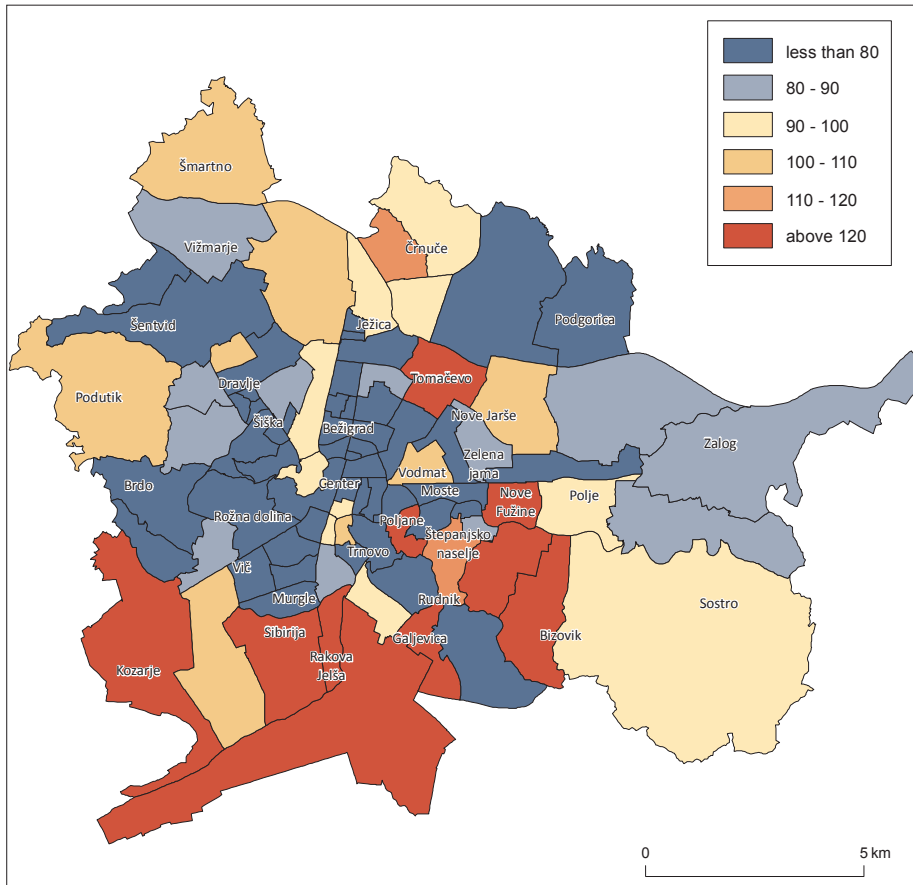 less than 80
80 - 90
90 - 100
100 - 110
110 - 120
above 120
Šmartno
Vižmarje
Črnuče
Šentvid
Ježica
Podgorica
Podutik
Dravlje
Tomačevo
Šiška
Bežigrad
Nove Jarše
Zalog
Zelena
jama
Brdo
Center
Vodmat
Moste
Nove
Fužine
Polje
Rožna dolina
Poljane
Štepanjsko
naselje
Trnovo
Vič
Murgle
Rudnik
Sostro
Sibirija
Galjevica
Bizovik
Kozarje
Rakova
Jelša
0
5 km